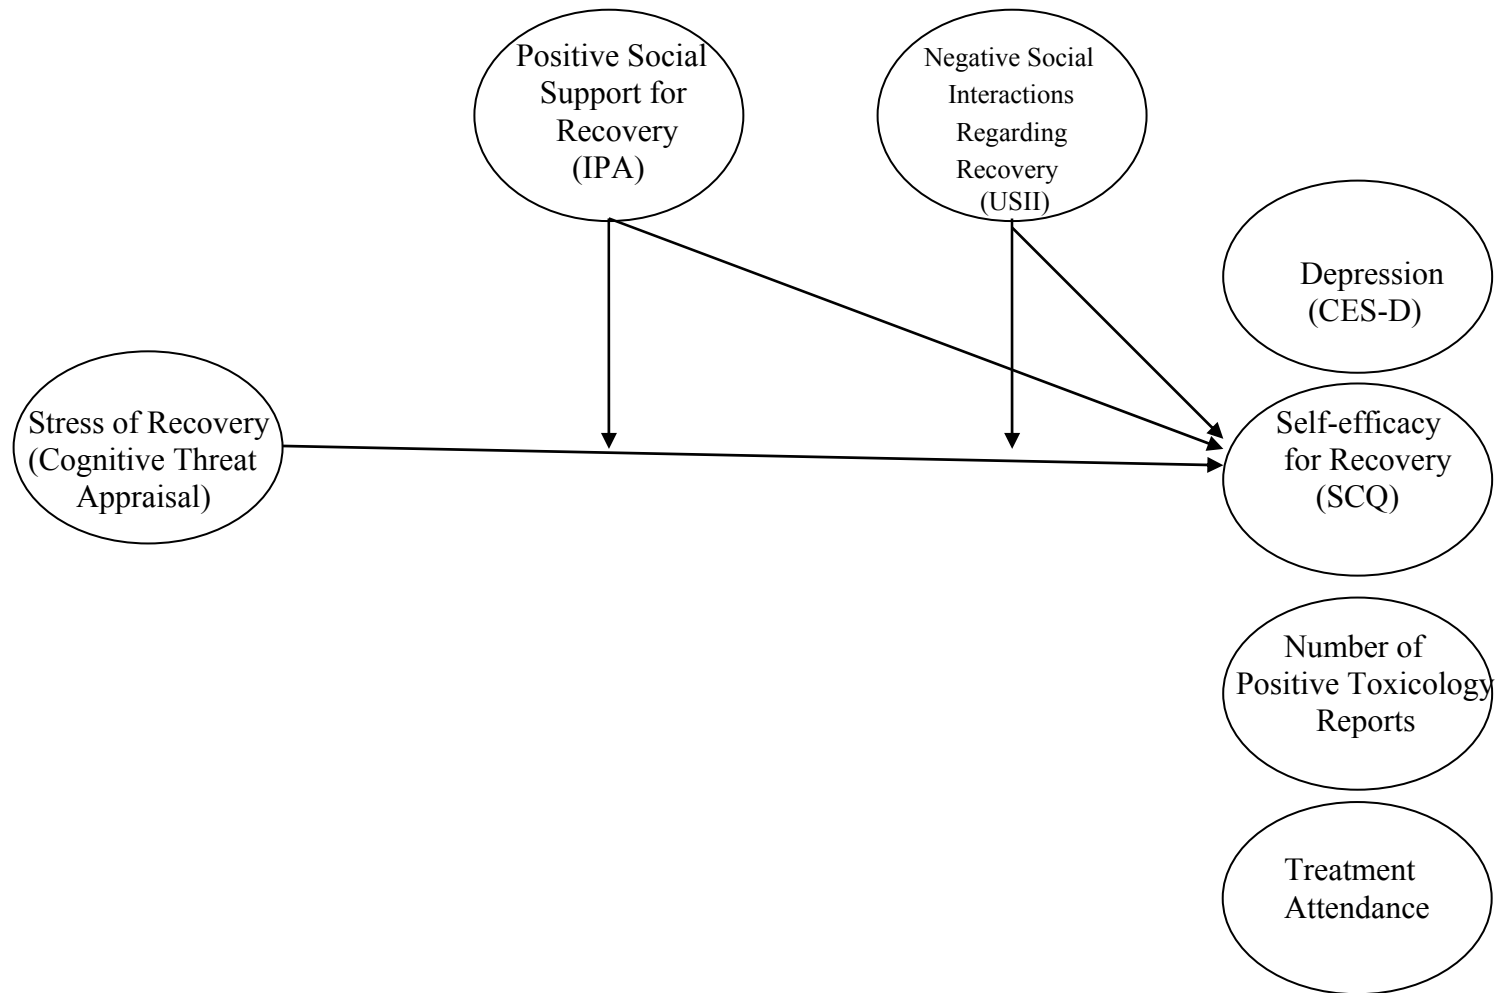 Positive Social
Support for
Recovery
(IPA)
Negative Social
Interactions
Regarding
Recovery
(USII)
Depression
(CES-D)
Stress of Recovery
(Cognitive Threat
Appraisal)
Self-efficacy
for Recovery
(SCQ)
Number of
Positive Toxicology
Reports
Treatment
Attendance